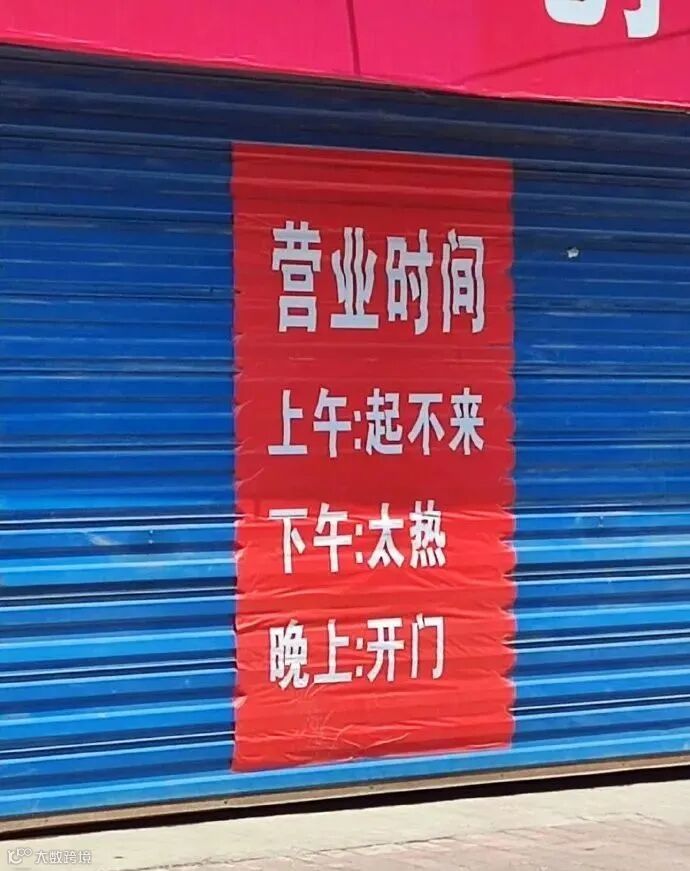 营业时间
上午:起不来
下午:太热
晚上:开门
大数跨境